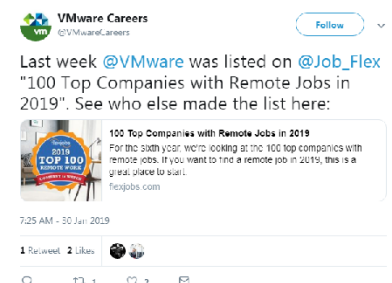 VMware Careers
@VMwareCareers
Follow
Last week @VMware was listed on @Job_Flex
"100 Top Companies with Remote Jobs in
2019". See who else made the list here:
100 Top Companies with Remote Jobs in 2019
For the sixth year, we're looking at the 100 top companies with
remote jobs. If you want to find a remote job in 2019, this is a
great place to start.
flexjobs.com
2019
TOP 100
REMOTE WORK
7:25 AM - 30 Jan 2019
1 Retweet 2 Likes
vm